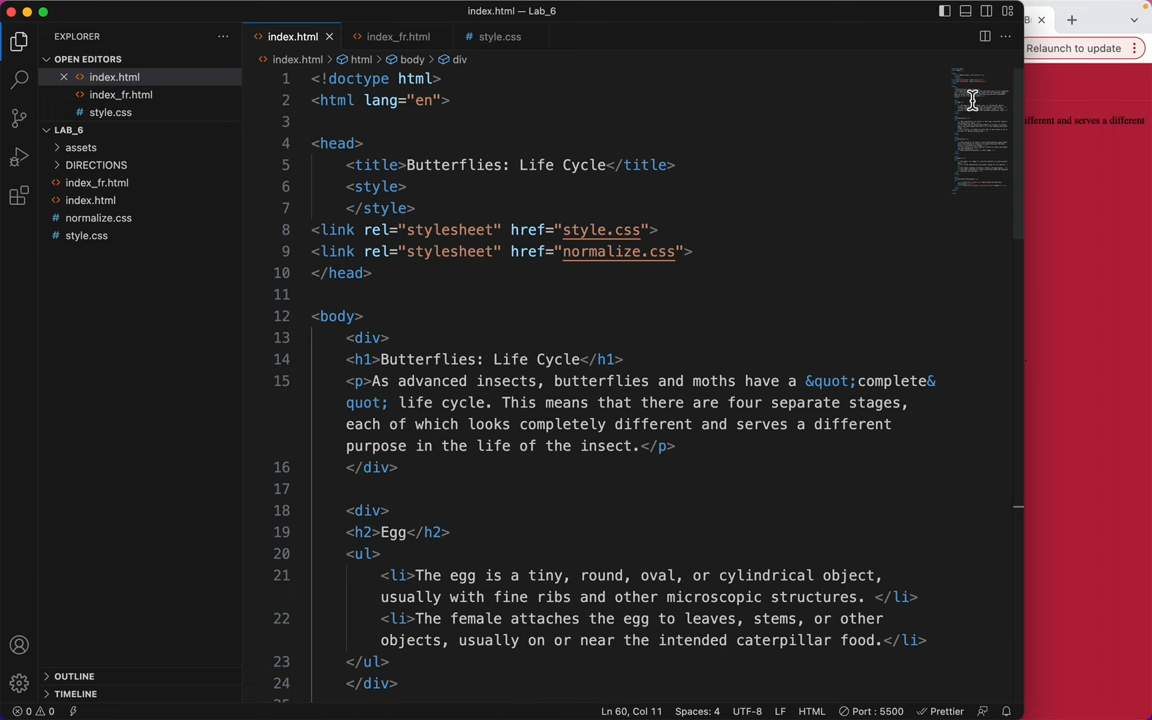 index.html — Lab_6
EXPLORER
OPEN EDITORS
index.html
index_fr.html
style.css
LAB_6
assets
DIRECTIONS
index_fr.html
index.html
normalize.css
style.css
OUTLINE
TIMELINE
index.html
index_fr.html
style.css
index.html > html > body > div
1 <!doctype html>
2 <html lang="en">
3
4 <head>
5 <title>Butterflies: Life Cycle</title>
6 <style>
7 </style>
8 <link rel="stylesheet" href="style.css">
9 <link rel="stylesheet" href="normalize.css">
10 </head>
11
12 <body>
13 <div>
14 <h1>Butterflies: Life Cycle</h1>
15 <p>As advanced insects, butterflies and moths have a &quot;complete&
quot; life cycle. This means that there are four separate stages,
each of which looks completely different and serves a different
purpose in the life of the insect.</p>
16 </div>
17
18 <div>
19 <h2>Egg</h2>
20 <ul>
21 <li>The egg is a tiny, round, oval, or cylindrical object,
usually with fine ribs and other microscopic structures. </li>
22 <li>The female attaches the egg to leaves, stems, or other
objects, usually on or near the intended caterpillar food.</li>
23 </ul>
24 </div>
0 0
Ln 60, Col 11 Spaces: 4 UTF-8 LF HTML Port : 5500 Prettier
Relaunch to update
ifferent and serves a different